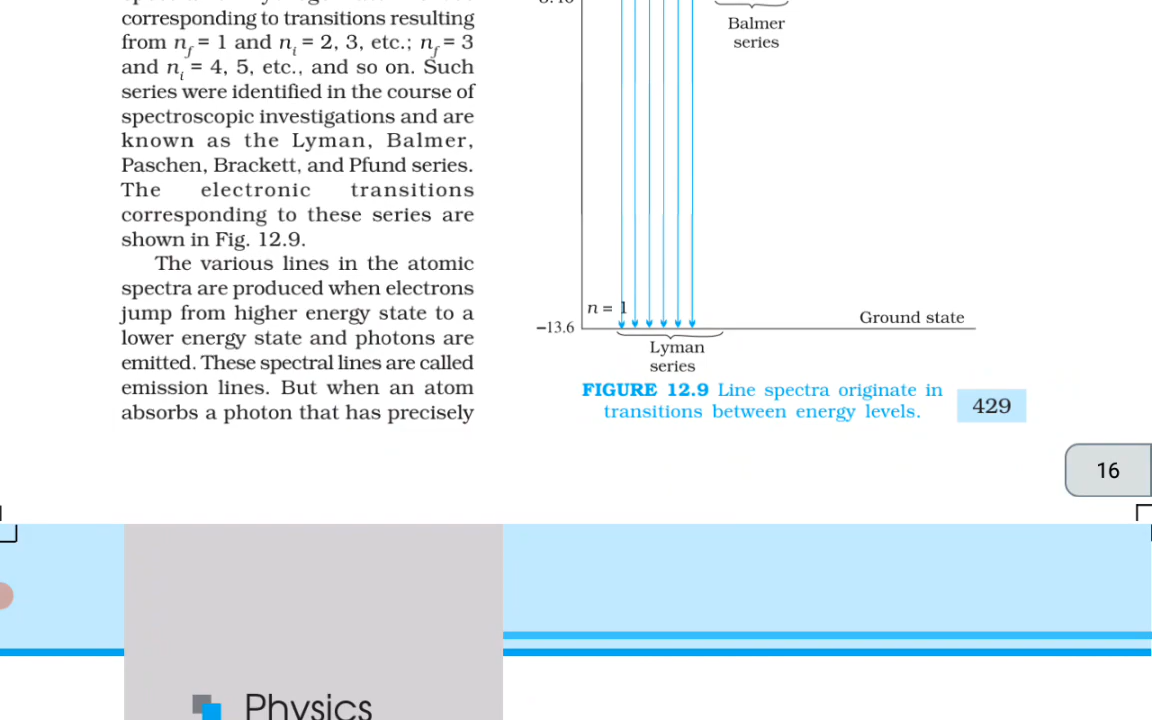 corresponding to transitions resulting
from n_f = 1 and n_i = 2, 3, etc.; n_f = 3
and n_i = 4, 5, etc., and so on. Such
series were identified in the course of
spectroscopic investigations and are
known as the Lyman, Balmer,
Paschen, Brackett, and Pfund series.
The electronic transitions
corresponding to these series are
shown in Fig. 12.9.
The various lines in the atomic
spectra are produced when electrons
jump from higher energy state to a
lower energy state and photons are
emitted. These spectral lines are called
emission lines. But when an atom
absorbs a photon that has precisely
Balmer
series
n = 1
−13.6
Ground state
Lyman
series
FIGURE 12.9 Line spectra originate in
transitions between energy levels.
429
16
Physics